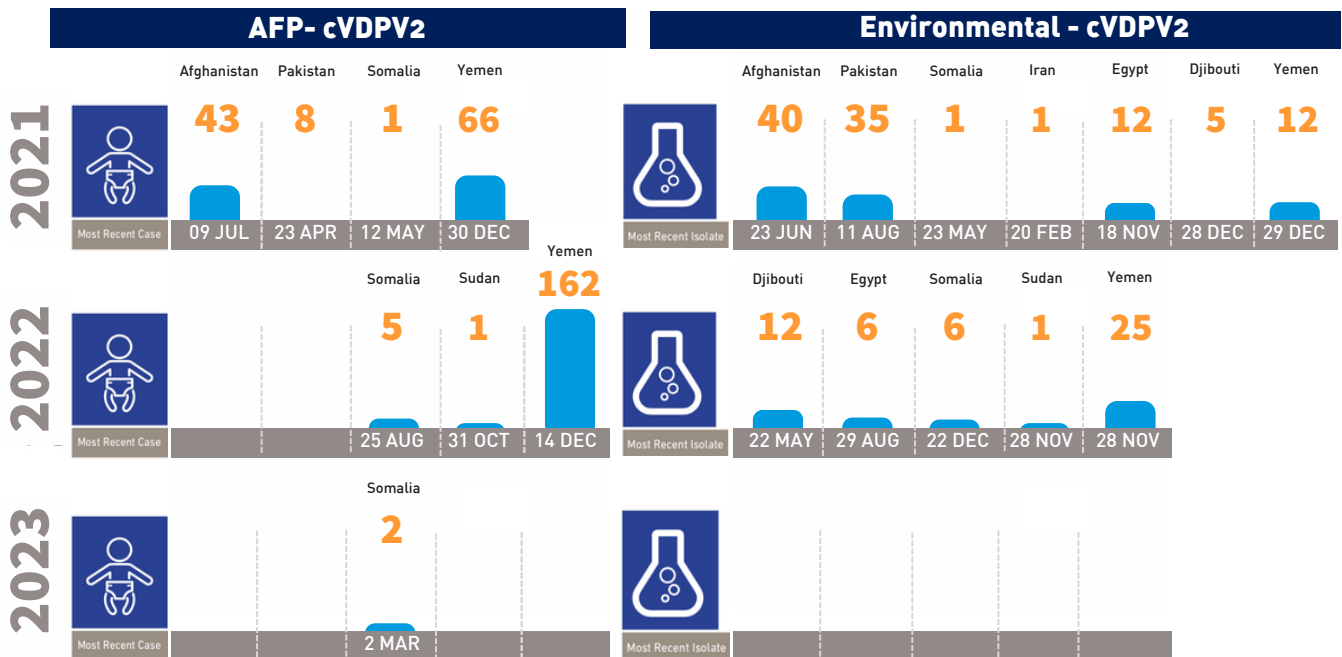 AFP- cVDPV2
Environmental - cVDPV2
2021
Afghanistan Pakistan Somalia Yemen
43 8 1 66
Most Recent Case 09 JUL 23 APR 12 MAY 30 DEC
Afghanistan Pakistan Somalia Iran Egypt Djibouti Yemen
40 35 1 1 12 5 12
Most Recent Isolate 23 JUN 11 AUG 23 MAY 20 FEB 18 NOV 28 DEC 29 DEC
2022
Somalia Sudan Yemen
5 1 162
Most Recent Case 25 AUG 31 OCT 14 DEC
Djibouti Egypt Somalia Sudan Yemen
12 6 6 1 25
Most Recent Isolate 22 MAY 29 AUG 22 DEC 28 NOV 28 NOV
2023
Somalia
2
Most Recent Case 2 MAR
Most Recent Isolate